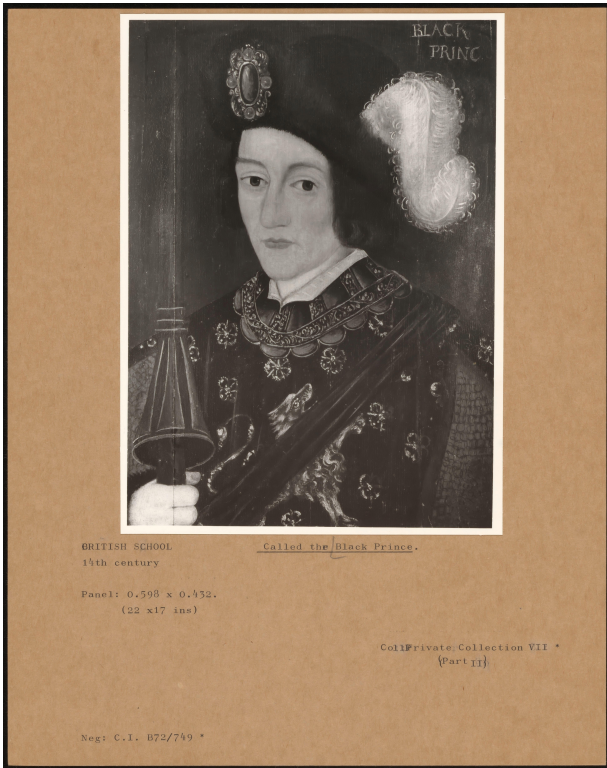 BLACK
PRINC
BRITISH SCHOOL
Called the Black Prince.
14th century
Panel: 0.598 x 0.432.
(22 x17 ins)
Private Collection VII *
(Part II)
Neg: C.I. B72/749 *